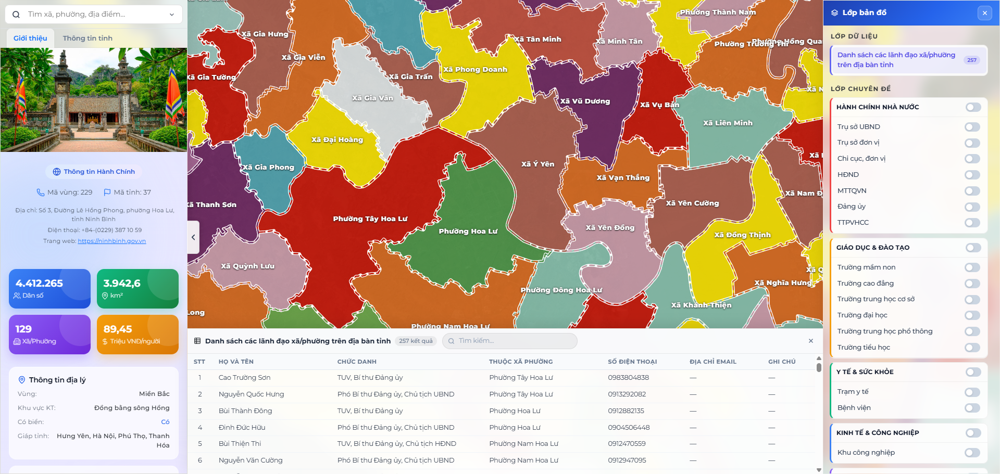 Tìm xã, phường, địa điểm...
Giới thiệu
Thông tin tỉnh
Thông tin Hành Chính
Mã vùng: 229
Mã tỉnh: 37
Địa chỉ: Số 3, Đường Lê Hồng Phong, phường Hoa Lư,
tỉnh Ninh Bình
Điện thoại: +84-(0229) 387 10 59
Trang web: https://ninhbinh.gov.vn
4.412.265
Dân số
3.942,6
km²
129
Xã/Phường
89,45
Triệu VNĐ/người
Thông tin địa lý
Vùng: Miền Bắc
Khu vực KT: Đồng bằng sông Hồng
Có biển: Có
Giáp tỉnh: Hưng Yên, Hà Nội, Phú Thọ, Thanh
Hóa
Phường Thành Nam
Xã Gia Hưng
Xã Tân Minh
Xã Minh Tân
Phường Trường Thi
Phường Hồng Qua
Xã Gia Viễn
Xã Phong Doanh
Xã Gia Tường
Xã Gia Trấn
Xã Gia Vân
Xã Vũ Dương
Xã Vụ Bản
Xã Liên Minh
Xã Đại Hoàng
Xã Gia Phong
Xã Ý Yên
Xã Vạn Thắng
Xã Thanh Sơn
Xã Yên Cường
Xã Nam Đ
Phường Tây Hoa Lư
Phường Hoa Lư
Xã Yên Đồng
Xã Đồng Thịnh
Xã Quỳnh Lưu
Xã Nghĩa Hưng
Phường Đông Hoa Lư
Xã Khánh Thiện
Long
Phường Nam Hoa Lư
Danh sách các lãnh đạo xã/phường trên địa bàn tỉnh
257 kết quả
Tìm kiếm...
STT HỌ VÀ TÊN CHỨC DANH THUỘC XÃ PHƯỜNG SỐ ĐIỆN THOẠI ĐỊA CHỈ EMAIL GHI CHÚ
1 Cao Trường Sơn TUV, Bí thư Đảng ủy Phường Tây Hoa Lư 0983804838 — —
2 Nguyễn Quốc Hưng Phó Bí thư Đảng ủy, Chủ tịch UBND Phường Tây Hoa Lư 0913292082 — —
3 Bùi Thành Đông TUV, Bí thư Đảng ủy Phường Hoa Lư 0912882135 — —
4 Đinh Đức Hữu Phó Bí thư Đảng ủy, Chủ tịch UBND Phường Hoa Lư 0904506448 — —
5 Bùi Thiện Thi TUV, Bí thư Đảng ủy, Chủ tịch HĐND Phường Nam Hoa Lư 0912470559 — —
6 Nguyễn Văn Cường Phó Bí thư Đảng ủy, Chủ tịch UBND Phường Nam Hoa Lư 0912947095 — —
Lớp bản đồ
LỚP DỮ LIỆU
Danh sách các lãnh đạo xã/phường
trên địa bàn tỉnh
257
LỚP CHUYÊN ĐỀ
HÀNH CHÍNH NHÀ NƯỚC
Trụ sở UBND
Trụ sở đơn vị
Chi cục, đơn vị
HĐND
MTTQVN
Đảng ủy
TTPVHCC
GIÁO DỤC & ĐÀO TẠO
Trường mầm non
Trường cao đẳng
Trường trung học cơ sở
Trường đại học
Trường trung học phổ thông
Trường tiểu học
Y TẾ & SỨC KHỎE
Trạm y tế
Bệnh viện
KINH TẾ & CÔNG NGHIỆP
Khu công nghiệp